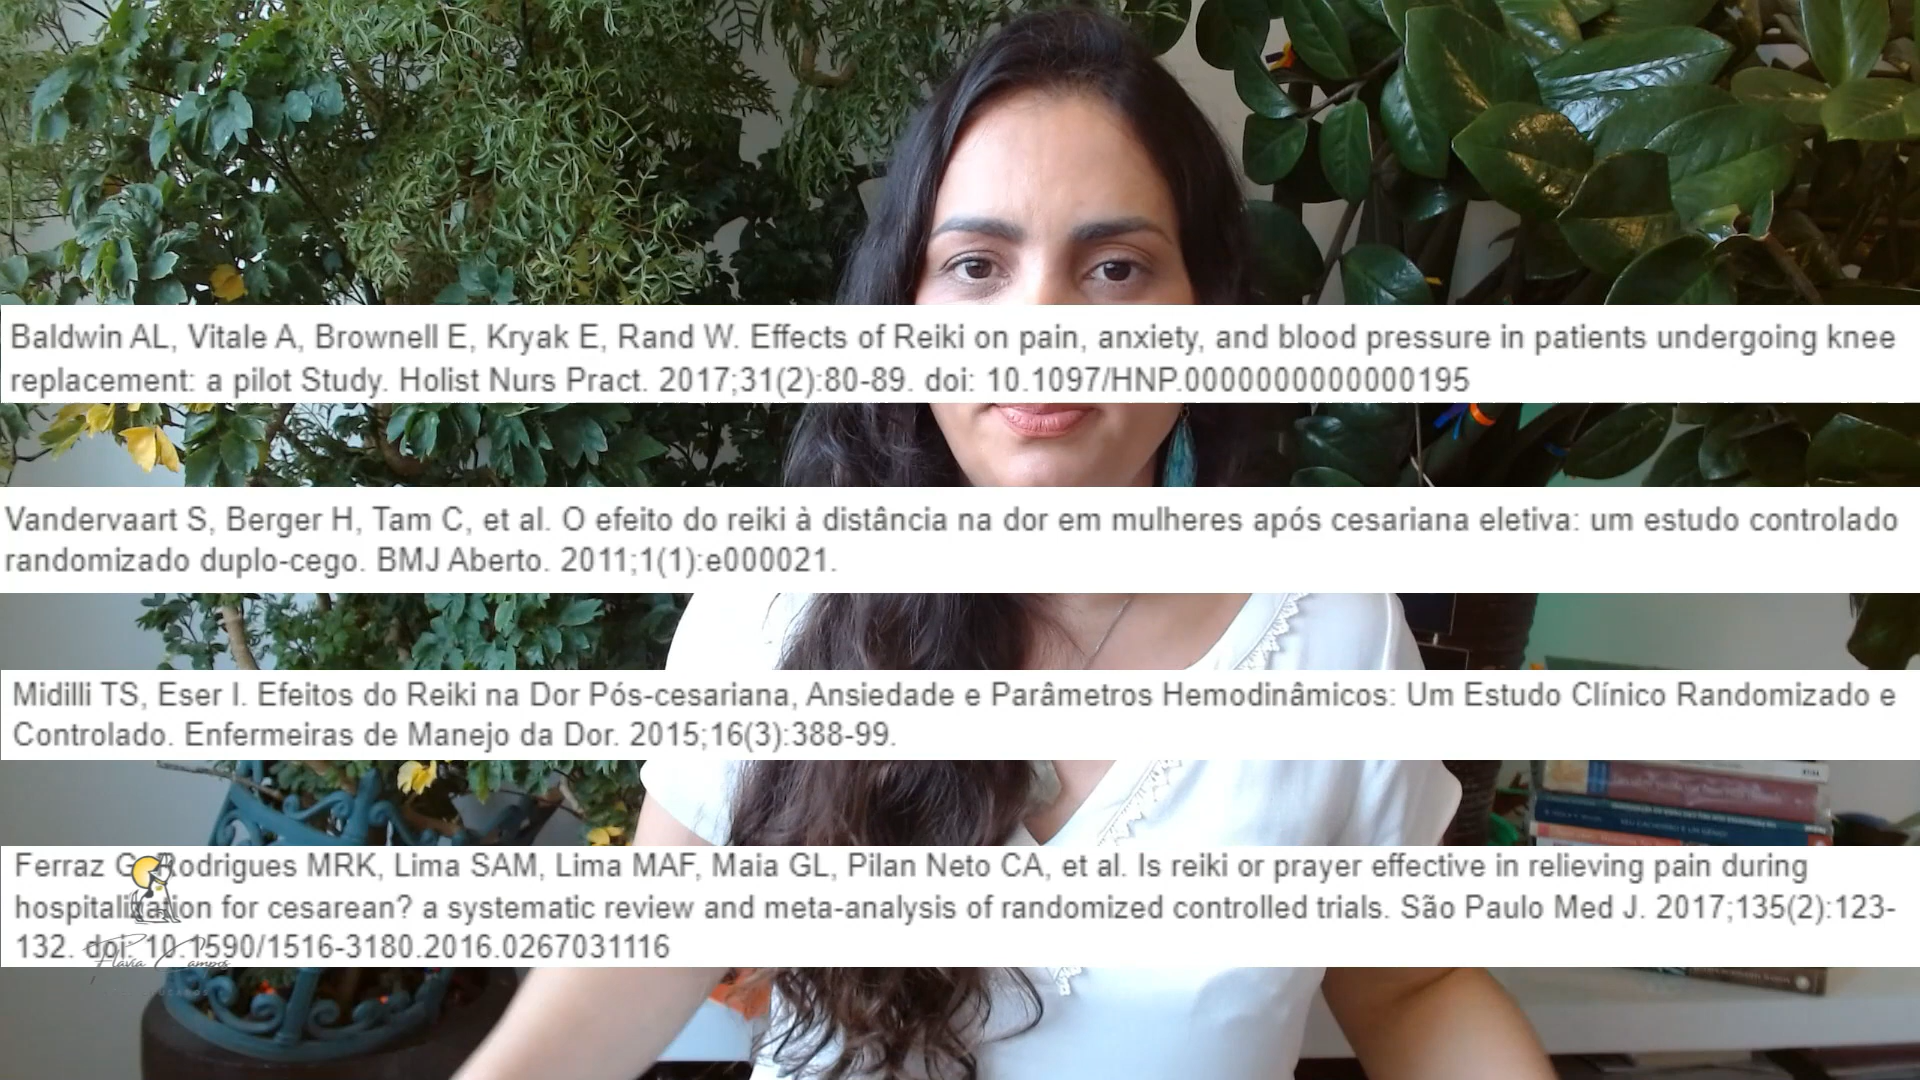 Baldwin AL, Vitale A, Brownell E, Kryak E, Rand W. Effects of Reiki on pain, anxiety, and blood pressure in patients undergoing knee
replacement: a pilot Study. Holist Nurs Pract. 2017;31(2):80-89. doi: 10.1097/HNP.0000000000000195
Vandervaart S, Berger H, Tam C, et al. O efeito do reiki à distância na dor em mulheres após cesariana eletiva: um estudo controlado
randomizado duplo-cego. BMJ Aberto. 2011;1(1):e000021.
Midilli TS, Eser I. Efeitos do Reiki na Dor Pós-cesariana, Ansiedade e Parâmetros Hemodinâmicos: Um Estudo Clínico Randomizado e
Controlado. Enfermeiras de Manejo da Dor. 2015;16(3):388-99.
Ferraz G, Rodrigues MRK, Lima SAM, Lima MAF, Maia GL, Pilan Neto CA, et al. Is reiki or prayer effective in relieving pain during
hospitalization for cesarean? a systematic review and meta-analysis of randomized controlled trials. São Paulo Med J. 2017;135(2):123-
132. doi: 10.1590/1516-3180.2016.0267031116
Flavia Campos